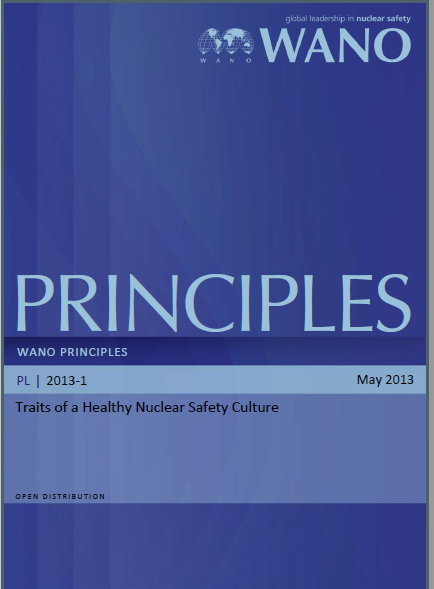 global leadership in nuclear safety
WANO
W A N O
PRINCIPLES
WANO PRINCIPLES
PL | 2013-1
May 2013
Traits of a Healthy Nuclear Safety Culture
OPEN DISTRIBUTION